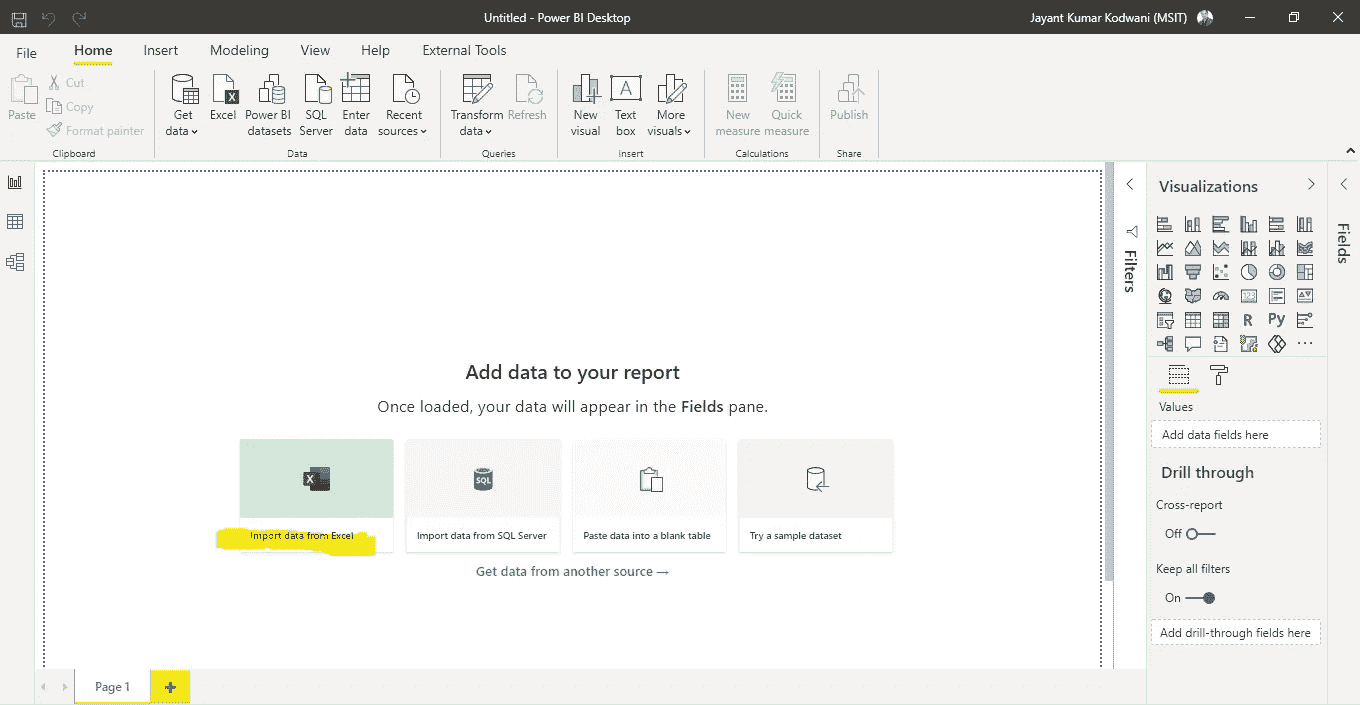 Untitled - Power BI Desktop
Jayant Kumar Kodwani (MSIT)
File Home Insert Modeling View Help External Tools
Paste
Cut
Copy
Format painter
Clipboard
Get data
Excel
Power BI datasets
SQL Server
Enter data
Recent sources
Data
Transform data
Refresh
Queries
New visual
Text box
More visuals
Insert
New measure
Quick measure
Calculations
Publish
Share
Add data to your report
Once loaded, your data will appear in the Fields pane.
SQL
Import data from Excel
Import data from SQL Server
Paste data into a blank table
Try a sample dataset
Get data from another source →
Page 1
Filters
Visualizations
123
R
Py
Values
Add data fields here
Drill through
Cross-report
Off
Keep all filters
On
Add drill-through fields here
Fields